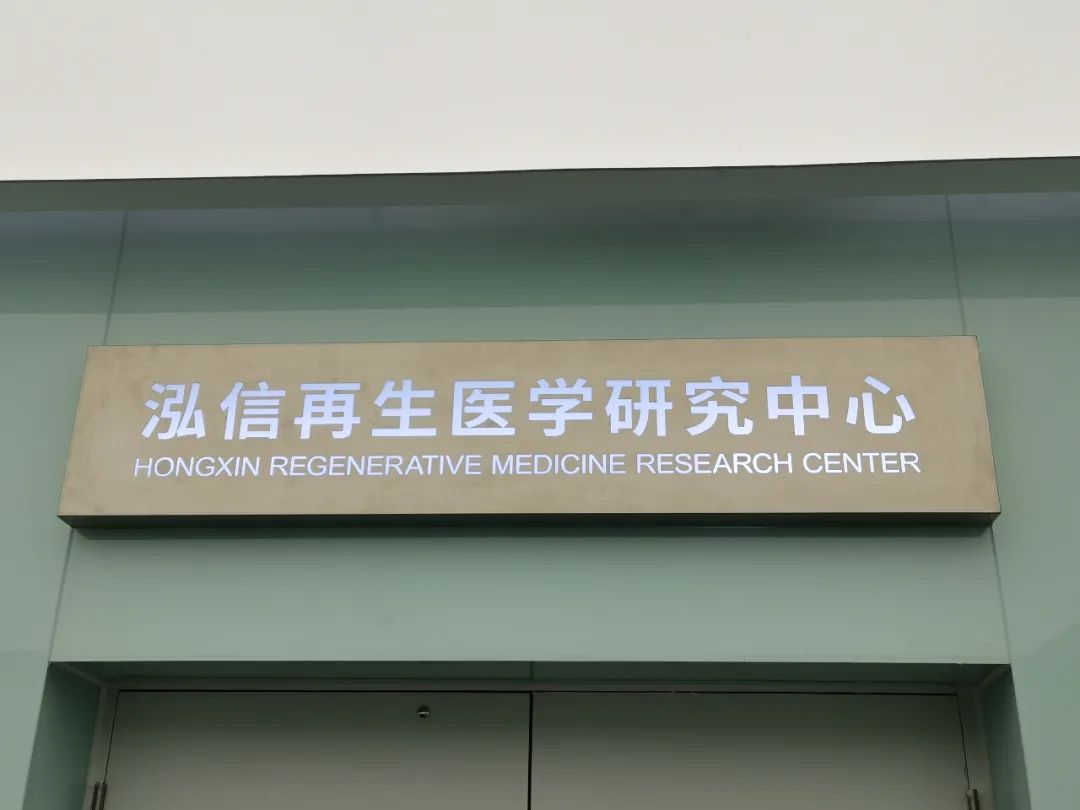 泓信再生医学研究中心
HONGXIN REGENERATIVE MEDICINE RESEARCH CENTER